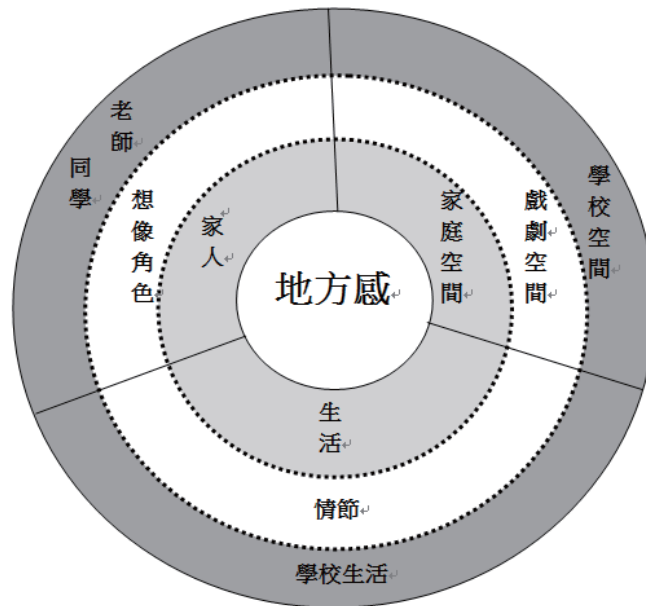 老師
同學
想像角色
家人
地方感
家庭空間
戲劇空間
學校空間
生活
情節
學校生活